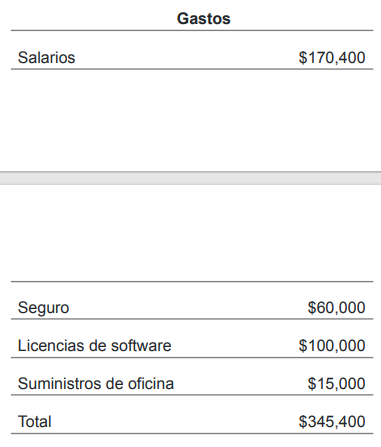 Gastos
Salarios $170,400
Seguro $60,000
Licencias de software $100,000
Suministros de oficina $15,000
Total $345,400